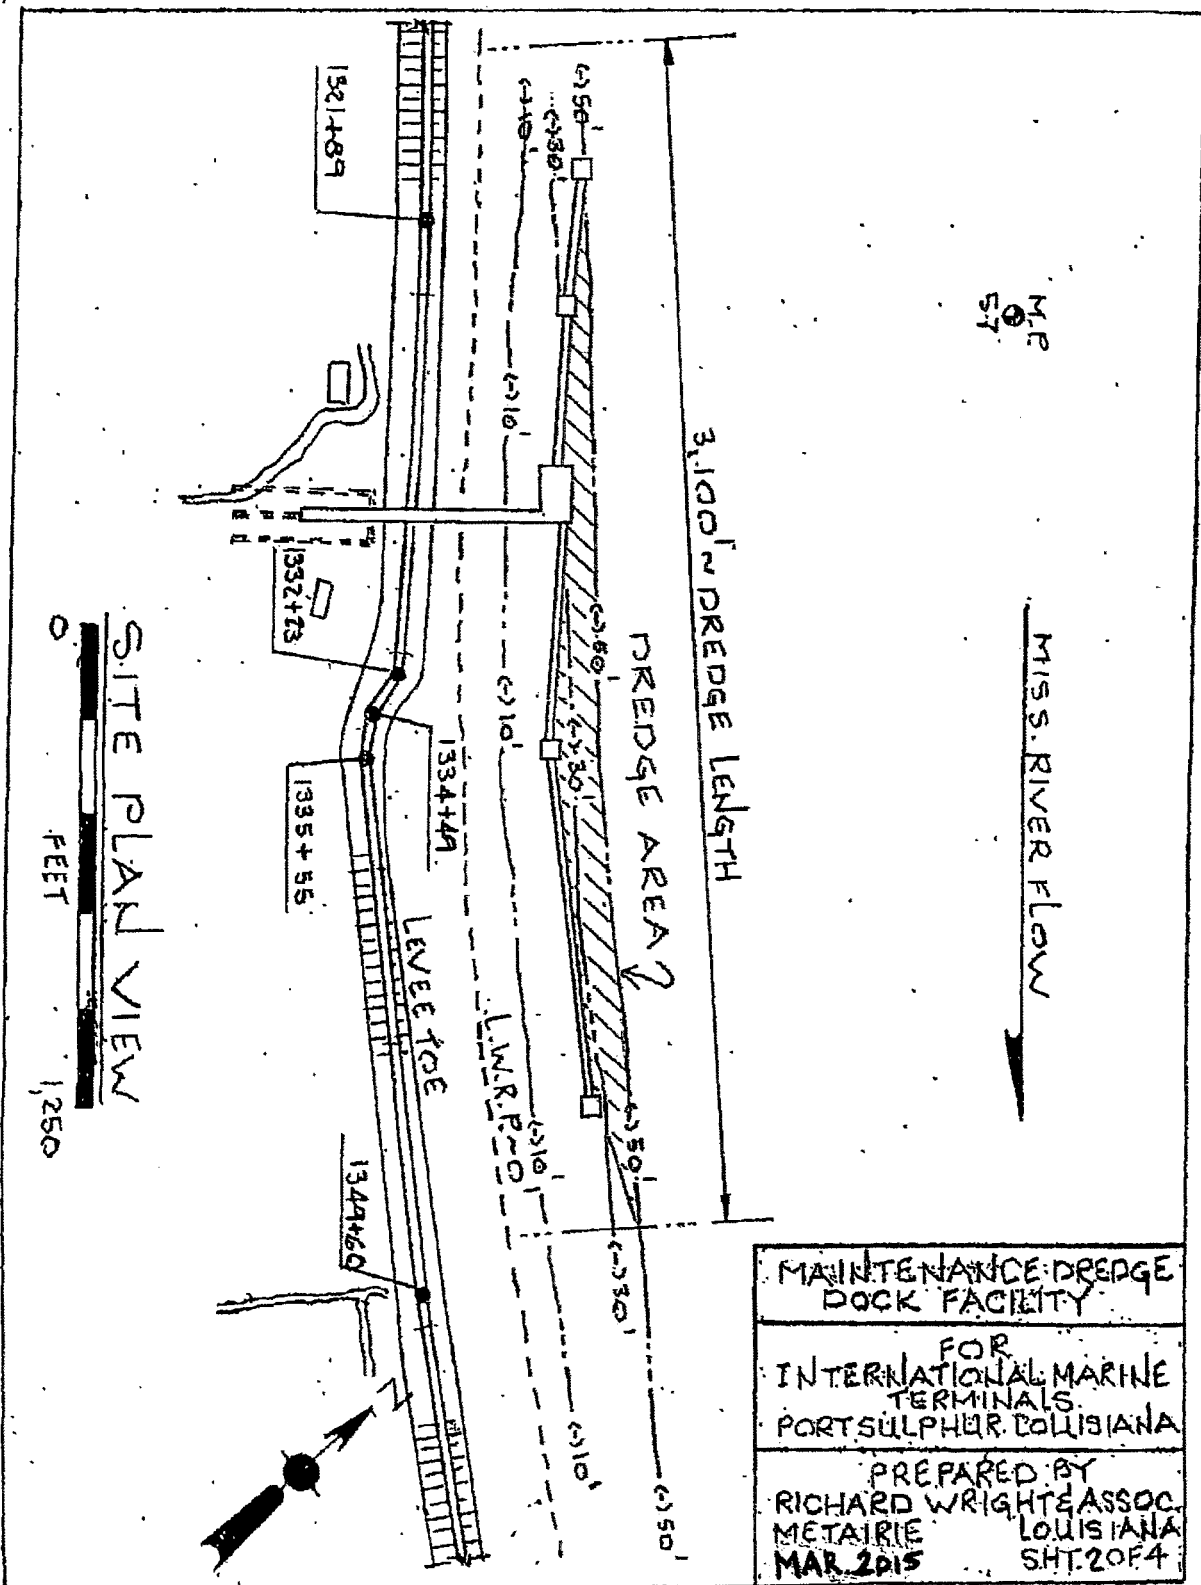 (-)50'
(-)30'
(-)10'
1321+89
M.P.
57
(-)10'
3,100' ~ DREDGE LENGTH
MISS. RIVER FLOW
1332+23
(-)50'
(-)30'
(-)10'
DREDGE AREA
1334+49
1335+55
SITE PLAN VIEW
0
FEET
1,250
LEVEE TOE
L.W.R.P.~0'
(-)10'
(-)50'
1349+60
(-)30'
(-)10'
(-)50'
N
MAINTENANCE DREDGE
DOCK FACILITY
FOR
INTERNATIONAL MARINE
TERMINALS
PORT SULPHUR LOUISIANA
PREPARED BY
RICHARD WRIGHT & ASSOC.
METAIRIE LOUISIANA
MAR. 2015 SHT. 2 OF 4